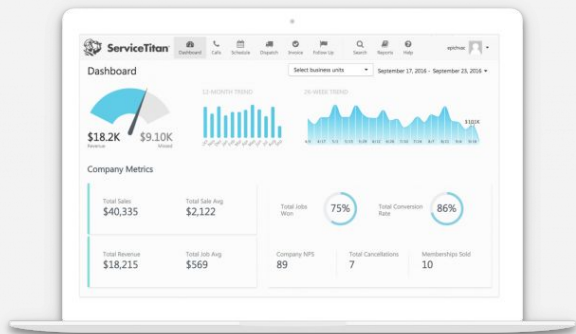 ServiceTitan
Dashboard Calls Schedule Dispatch Invoice Follow Up Search Reports Help
Dashboard
Select business units
September 17, 2016 - September 23, 2016
12-MONTH TREND
26-WEEK TREND
$18.2K
Revenue
$9.10K
Missed
$103K
Company Metrics
Total Sales
$40,335
Total Sale Avg
$2,122
Total Jobs
Won
75%
Total Conversion
Rate
86%
Total Revenue
$18,215
Total Job Avg
$569
Company NPS
89
Total Cancellations
7
Memberships Sold
10